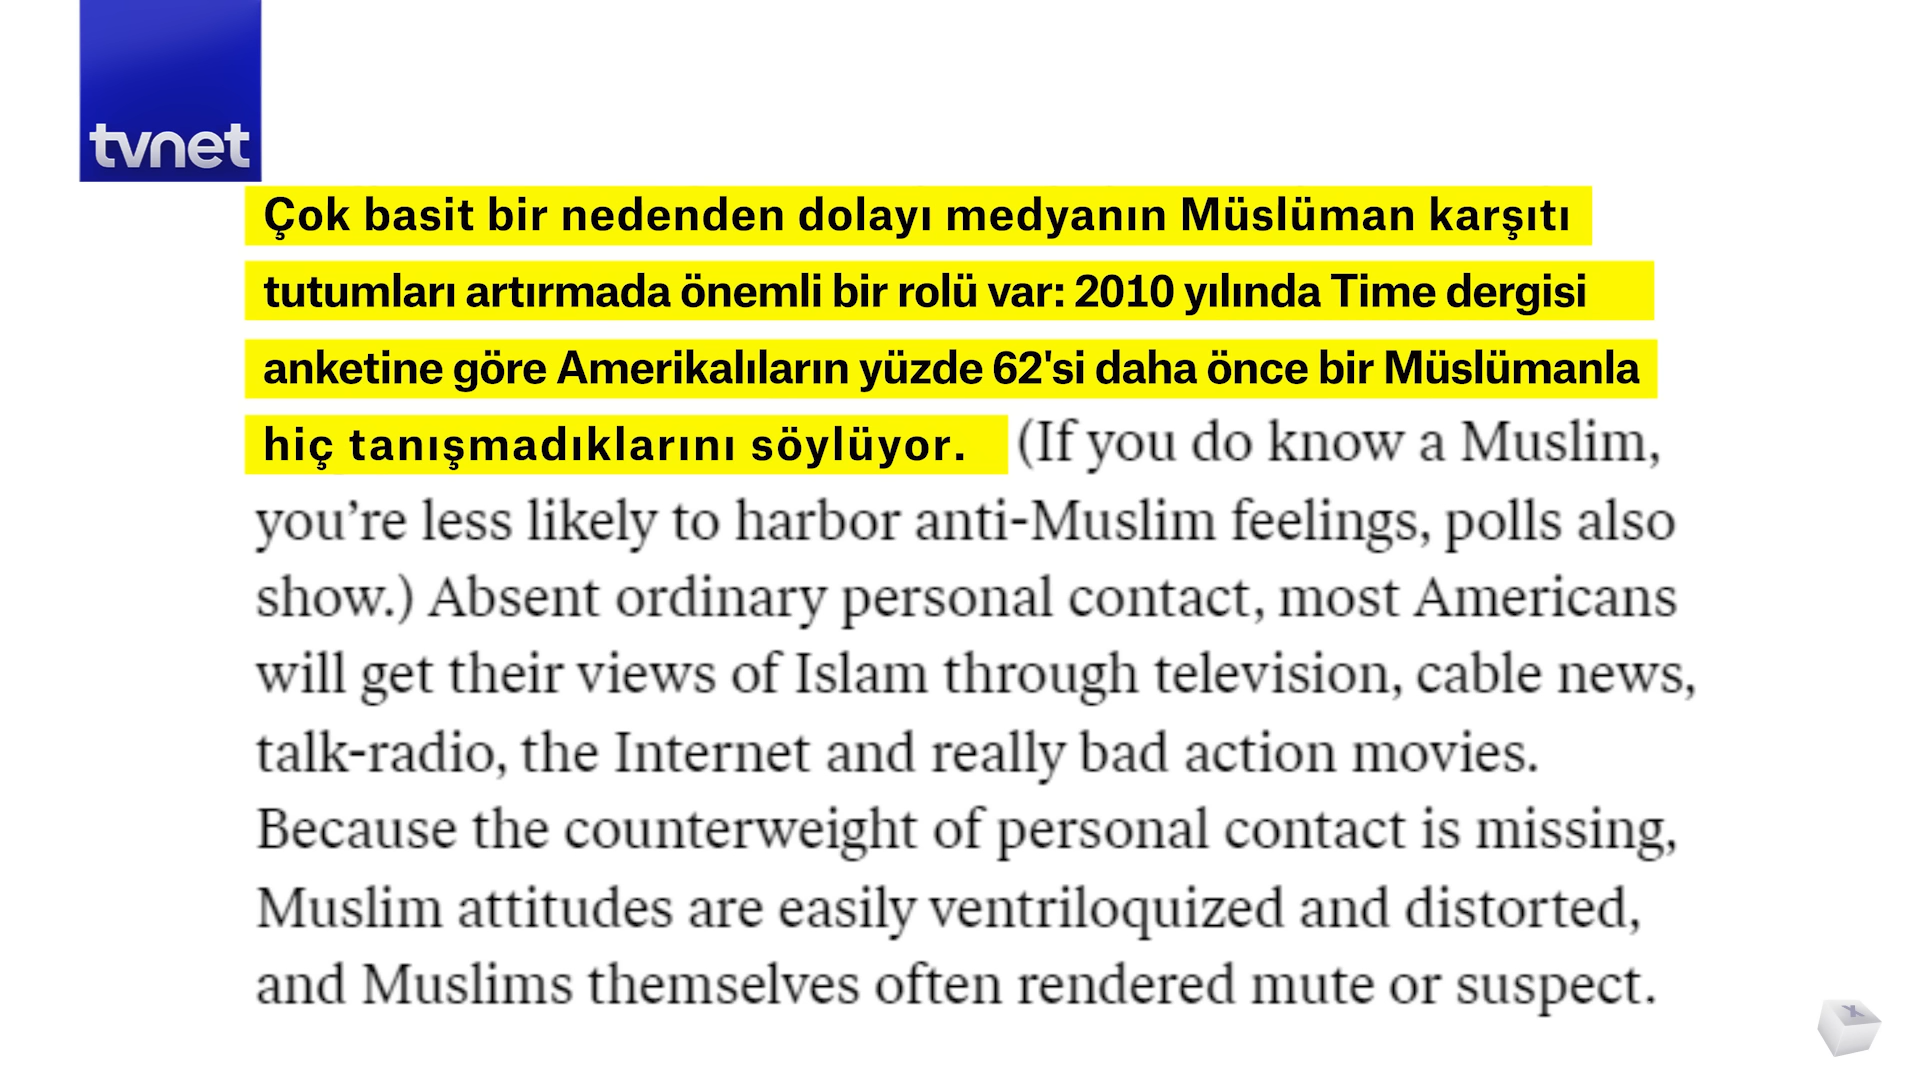 tvnet
Çok basit bir nedenden dolayı medyanın Müslüman karşıtı
tutumları artırmada önemli bir rolü var: 2010 yılında Time dergisi
anketine göre Amerikalıların yüzde 62'si daha önce bir Müslümanla
hiç tanışmadıklarını söylüyor. (If you do know a Muslim,
you’re less likely to harbor anti-Muslim feelings, polls also
show.) Absent ordinary personal contact, most Americans
will get their views of Islam through television, cable news,
talk-radio, the Internet and really bad action movies.
Because the counterweight of personal contact is missing,
Muslim attitudes are easily ventriloquized and distorted,
and Muslims themselves often rendered mute or suspect.